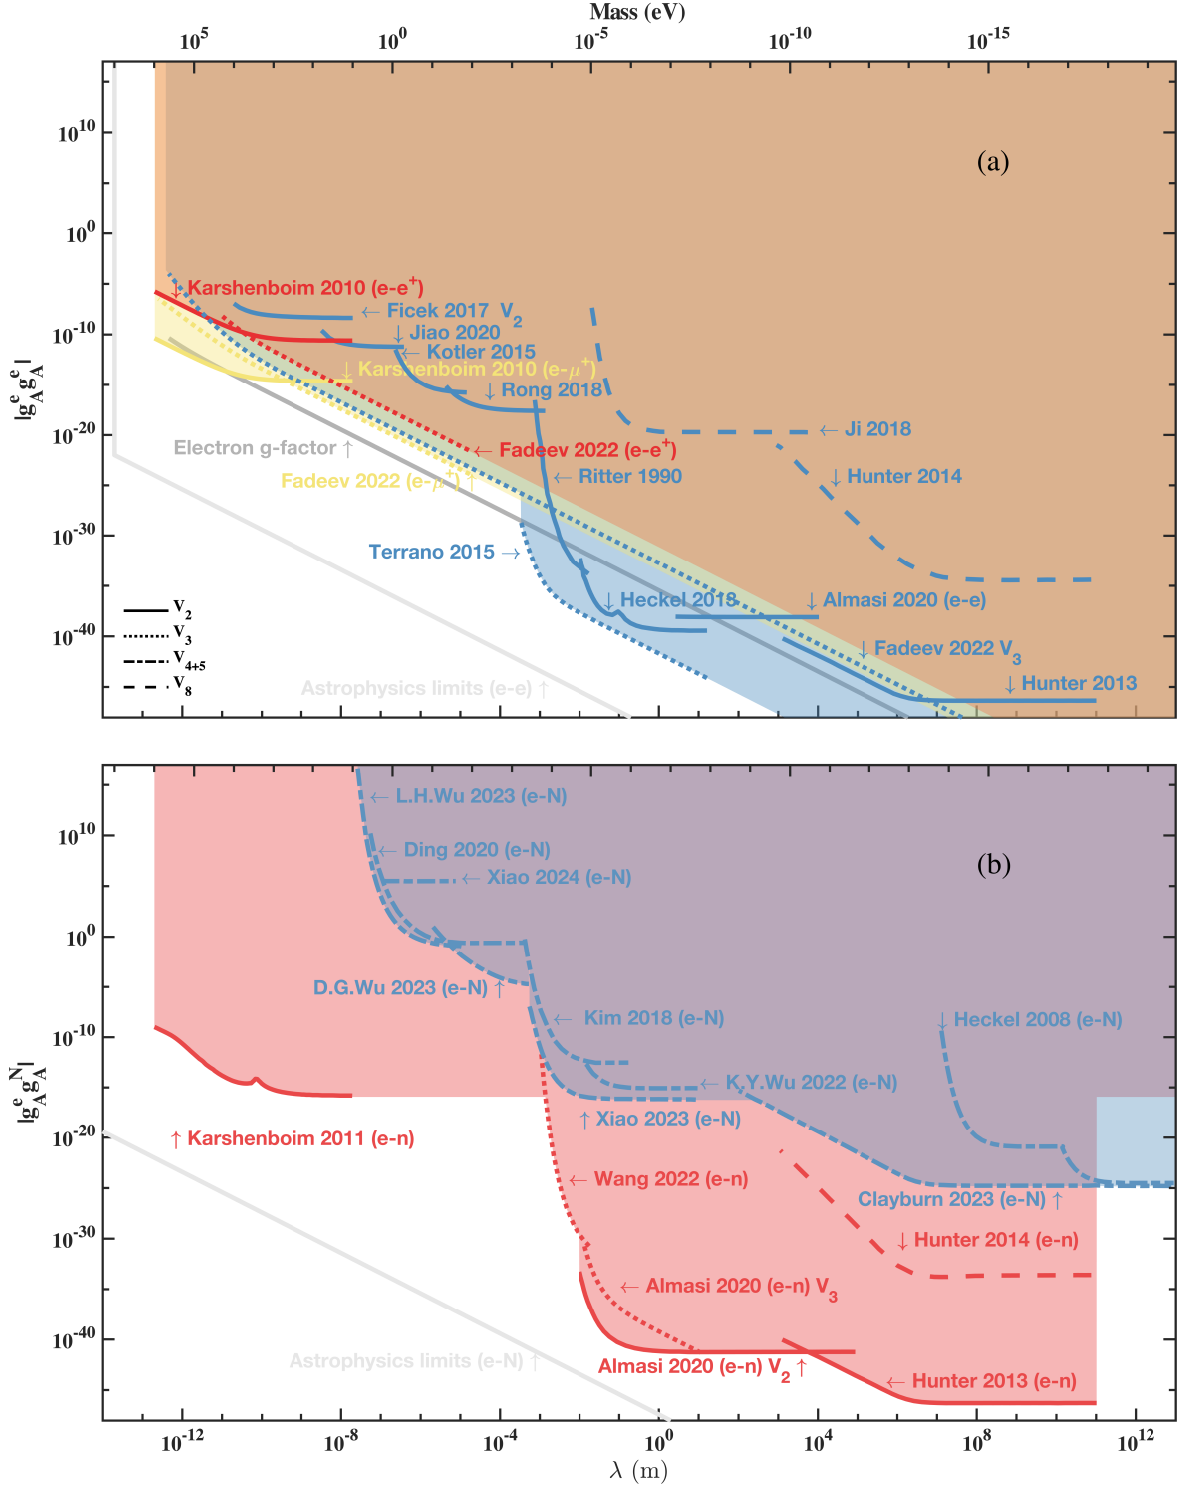 Mass (eV)
10^5 10^0 10^-5 10^-10 10^-15
10^10
(a)
10^0
↓ Karshenboim 2010 (e-e^+)
← Ficek 2017 V_2
↓ Jiao 2020
10^-10
← Kotler 2015
↓ Karshenboim 2010 (e-μ^+)
↓ Rong 2018
|g_A^e g_A^e|
10^-20
← Ji 2018
Electron g-factor ↑
← Fadeev 2022 (e-e^+)
Fadeev 2022 (e-μ^+) ↑
← Ritter 1990
↓ Hunter 2014
10^-30
Terrano 2015 →
↓ Heckel 2018
↓ Almasi 2020 (e-e)
V_2
V_3
V_4+5
V_8
10^-40
↓ Fadeev 2022 V_3
Astrophysics limits (e-e) ↑
↓ Hunter 2013
← L.H.Wu 2023 (e-N)
10^10
← Ding 2020 (e-N)
(b)
← Xiao 2024 (e-N)
10^0
D.G.Wu 2023 (e-N) ↑
← Kim 2018 (e-N)
↓ Heckel 2008 (e-N)
10^-10
|g_A^e g_A^N|
← K.Y.Wu 2022 (e-N)
↑ Xiao 2023 (e-N)
10^-20
↑ Karshenboim 2011 (e-n)
← Wang 2022 (e-n)
Clayburn 2023 (e-N) ↑
10^-30
↓ Hunter 2014 (e-n)
← Almasi 2020 (e-n) V_3
10^-40
Astrophysics limits (e-N) ↑
Almasi 2020 (e-n) V_2 ↑
← Hunter 2013 (e-n)
10^-12 10^-8 10^-4 10^0 10^4 10^8 10^12
λ (m)